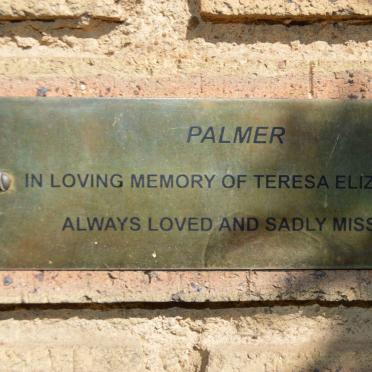 PALMER
IN LOVING MEMORY OF TERESA ELIZ
ALWAYS LOVED AND SADLY MISS